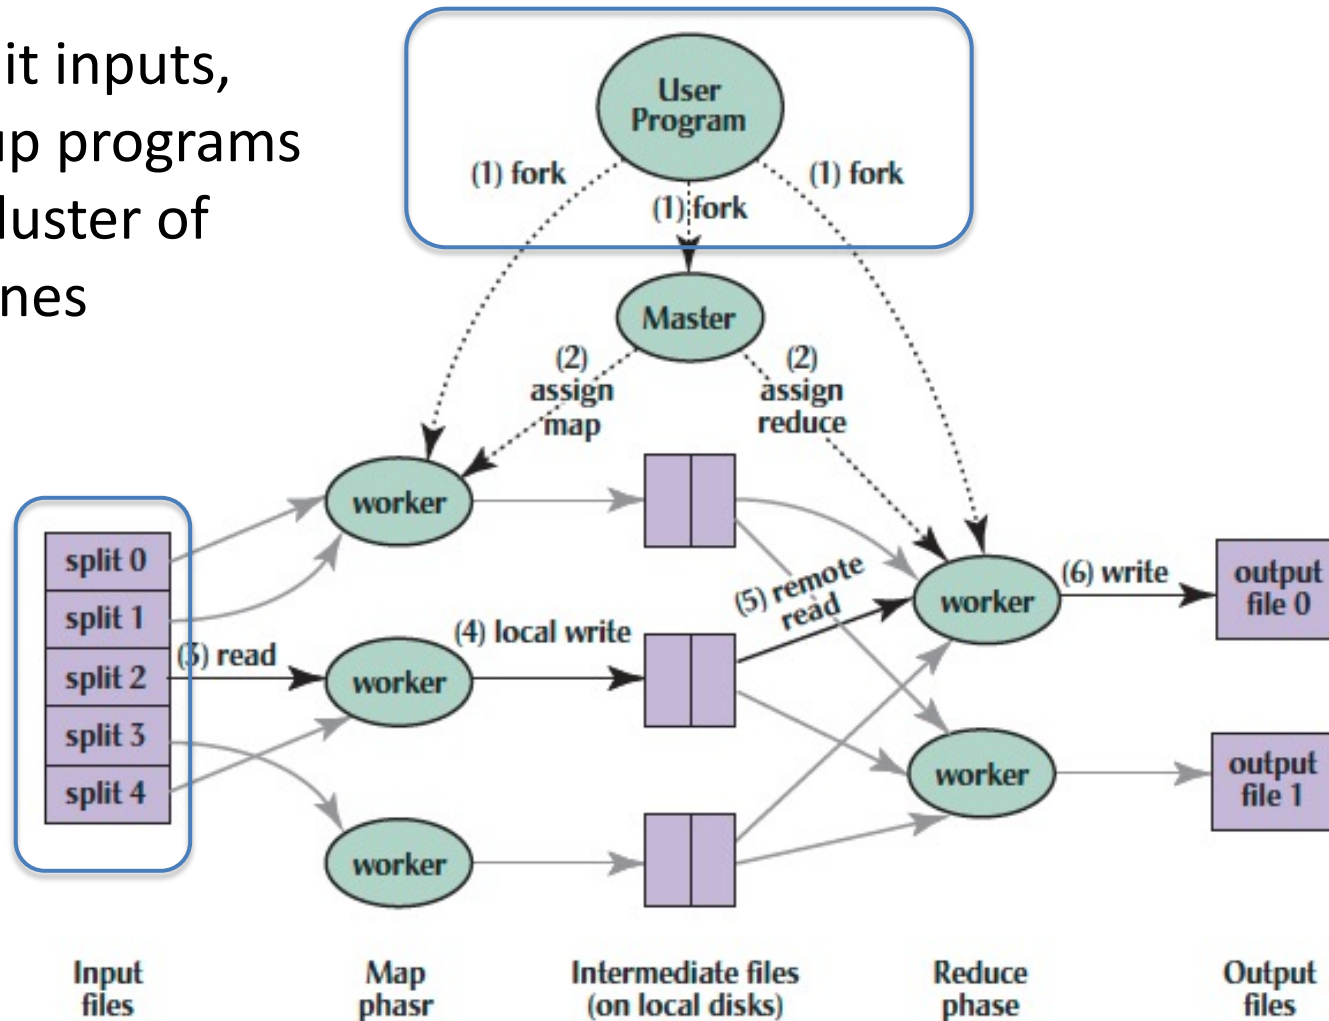 it inputs,
up programs
luster of
nes
User
Program
(1) fork
(1) fork
(1) fork
Master
(2)
assign
map
(2)
assign
reduce
worker
split 0
split 1
split 2
split 3
split 4
(3) read
worker
(4) local write
worker
(5) remote
read
worker
(6) write
output
file 0
worker
output
file 1
Input
files
Map
phasr
Intermediate files
(on local disks)
Reduce
phase
Output
files